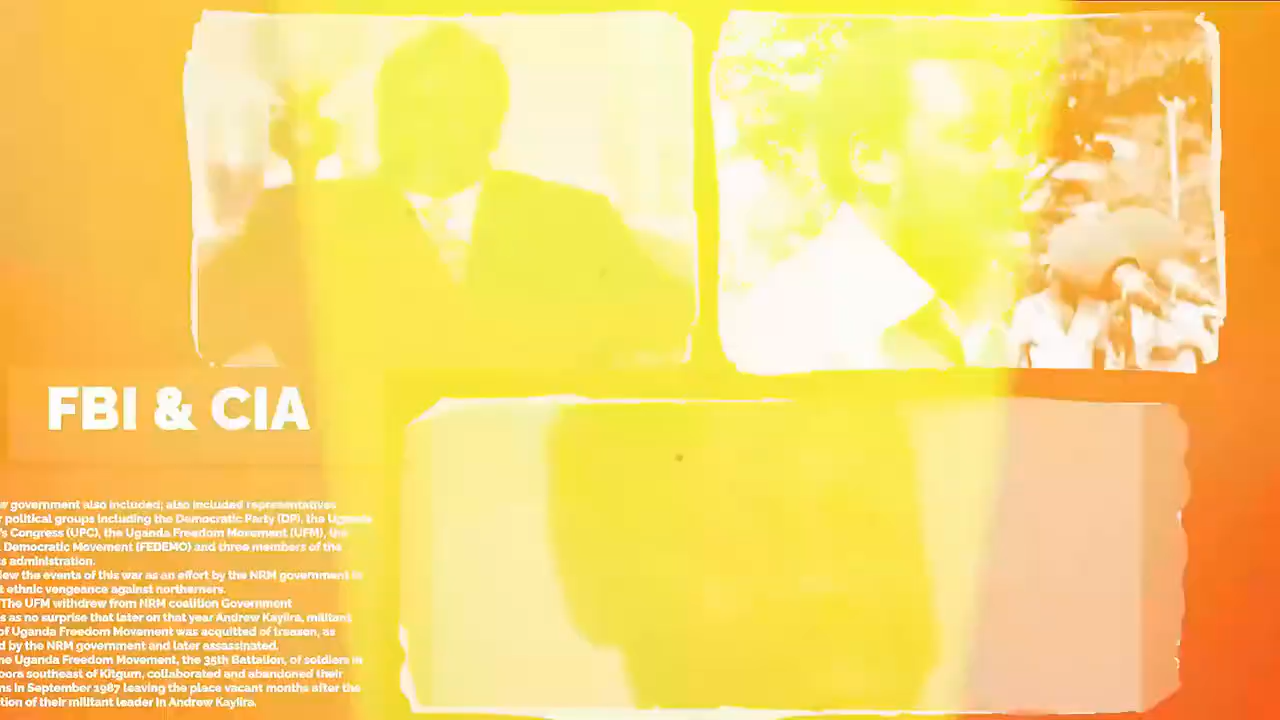 FBI & CIA
government also included; also included representatives
political groups including the Democratic Party (DP), the Uganda
's Congress (UPC), the Uganda Freedom Movement (UFM), the
Democratic Movement (FEDEMO) and three members of the
administration.
the events of this war as an effort by the NRM government to
ethnic vengeance against northerners.
The UFM withdrew from NRM coalition Government
as no surprise that later on that year Andrew Kayiira, militant
of Uganda Freedom Movement was acquitted of treason, as
by the NRM government and later assassinated.
Uganda Freedom Movement, the 35th Battalion, of soldiers in
southeast of Kitgum, collaborated and abandoned their
in September 1987 leaving the place vacant months after the
of their militant leader in Andrew Kayiira.